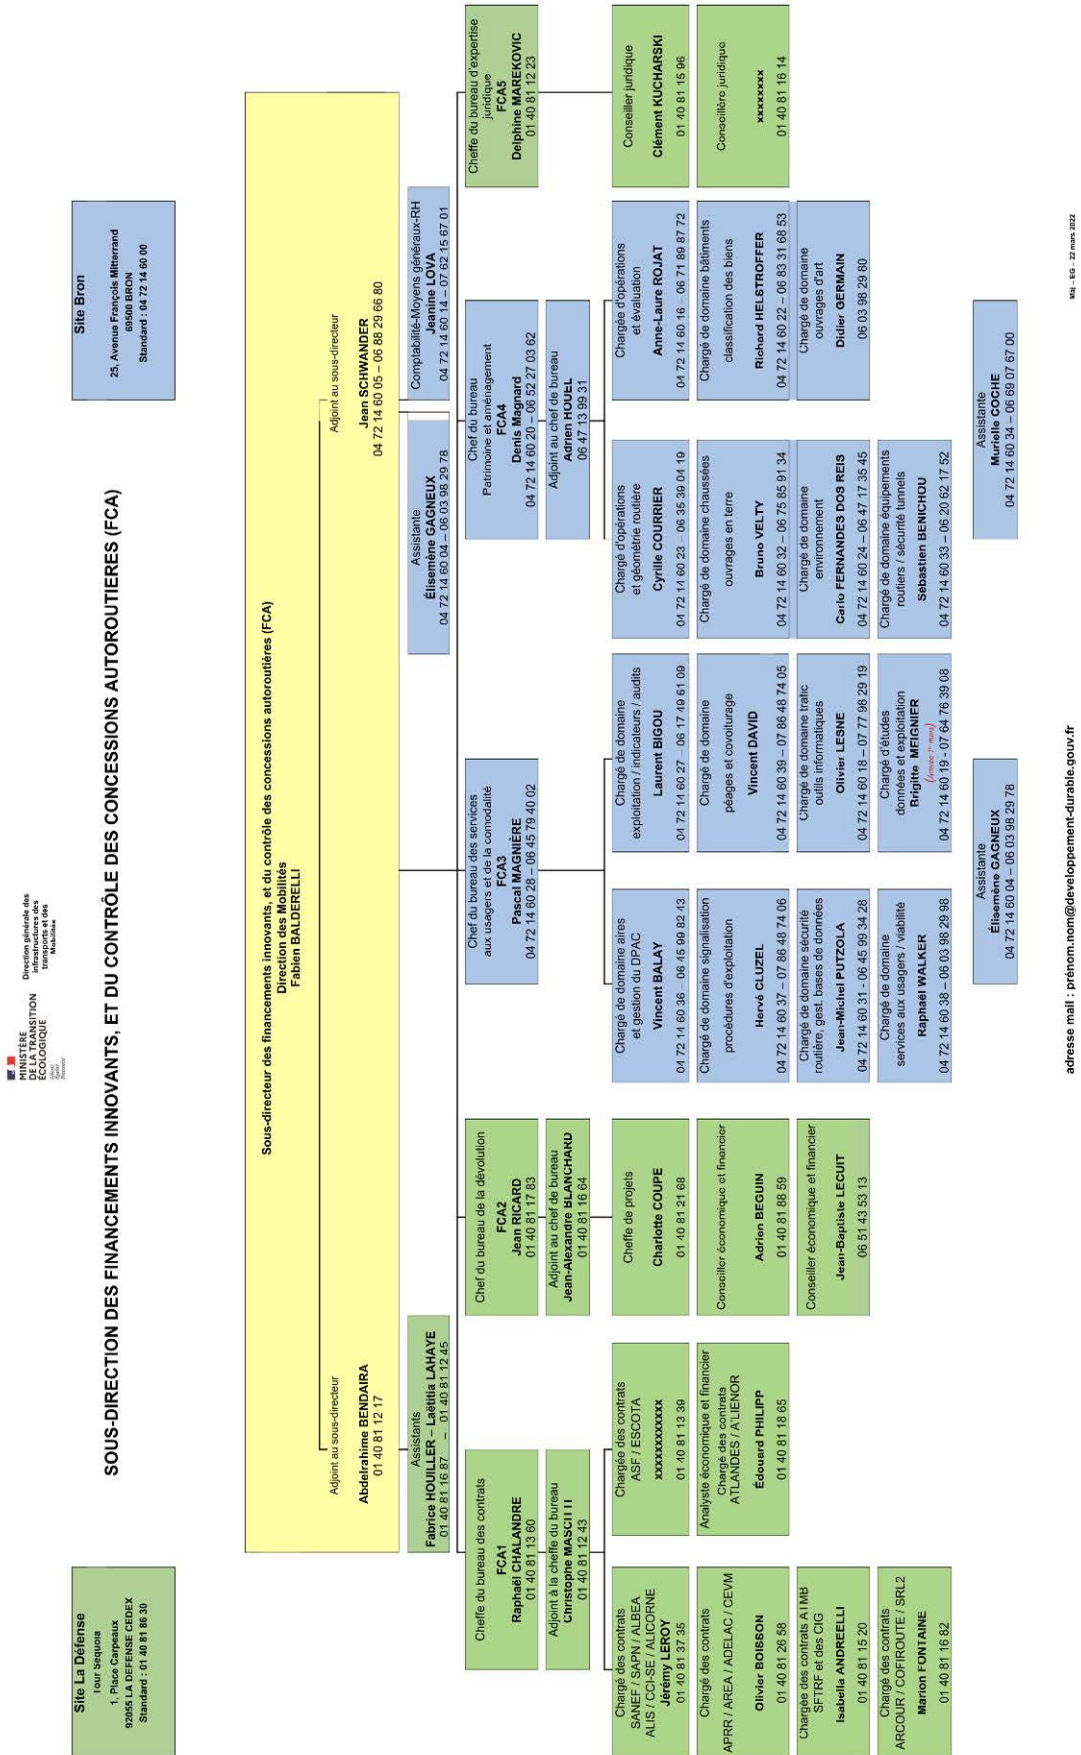 MINISTÈRE
DE LA TRANSITION
ÉCOLOGIQUE
Liberté
Égalité
Fraternité
Direction générale des
infrastructures des
transports et des
Mobilités
SOUS-DIRECTION DES FINANCEMENTS INNOVANTS, ET DU CONTRÔLE DES CONCESSIONS AUTOROUTIERES (FCA)
Site La Défense
Tour Séquoia
1, Place Carpeaux
92055 LA DEFENSE CEDEX
Standard : 01 40 81 86 30
Site Bron
25, Avenue François Mitterrand
69500 BRON
Standard : 04 72 14 60 00
Sous-directeur des financements innovants, et du contrôle des concessions autoroutières (FCA)
Direction des Mobilités
Fabien BALDERELLI
Adjoint au sous-directeur
Abdelrahime BENDAIRA
01 40 81 12 17
Adjoint au sous-directeur
Jean SCHWANDER
04 72 14 60 05 – 06 88 29 66 80
Assistants
Fabrice HOUILLER – Laëtitia LAHAYE
01 40 81 16 87 – 01 40 81 12 45
Assistante
Élisemène GAGNEUX
04 72 14 60 04 – 06 03 98 29 78
Comptabilité-Moyens généraux-RH
Jeanine LOVA
04 72 14 60 14 – 07 62 15 67 01
Cheffe du bureau des contrats
FCA1
Raphaël CHALANDRE
01 40 81 13 60
Adjoint à la cheffe du bureau
Christophe MASCITTI
01 40 81 12 43
Chargé des contrats
SANEF / SAPN / ALBEA
ALIS / CCI-SE / ALICORNE
Jérémy LEROY
01 40 81 37 35
Chargé des contrats
APRR / AREA / ADELAC / CEVM
Olivier BOISSON
01 40 81 26 58
Chargée des contrats ATMB
SFTRF et des CIG
Isabella ANDREELLI
01 40 81 15 20
Chargé des contrats
ARCOUR / COFIROUTE / SRL2
Marion FONTAINE
01 40 81 16 82
Chargée des contrats
ASF / ESCOTA
xxxxxxxxxxx
01 40 81 13 39
Analyste économique et financier
Chargé des contrats
ATLANDES / A'LIENOR
Édouard PHILIPP
01 40 81 18 65
Chef du bureau de la dévolution
FCA2
Jean RICARD
01 40 81 17 83
Adjoint au chef de bureau
Jean-Alexandre BLANCHARD
01 40 81 16 64
Cheffe de projets
Charlotte COUPE
01 40 81 21 68
Conseiller économique et financier
Adrien BEGUIN
01 40 81 88 59
Conseiller économique et financier
Jean-Baptiste LECUIT
06 51 43 53 13
Chef du bureau des services
aux usagers et de la comodalité
FCA3
Pascal MAGNIÈRE
04 72 14 60 28 – 06 45 79 40 02
Chargé de domaine aires
et gestion du DPAC
Vincent BALAY
04 72 14 60 36 – 06 45 99 82 43
Chargé de domaine signalisation
procédures d'exploitation
Hervé CLUZEL
04 72 14 60 37 – 07 86 48 74 06
Chargé de domaine sécurité
routière, gest. bases de données
Jean-Michel PUTZOLA
04 72 14 60 31 - 06 45 99 34 28
Chargé de domaine
services aux usagers / viabilité
Raphaël WALKER
04 72 14 60 38 – 06 03 98 29 98
Chargé de domaine
exploitation / indicateurs / audits
Laurent BIGOU
04 72 14 60 27 – 06 17 49 61 09
Chargé de domaine
péages et covoiturage
Vincent DAVID
04 72 14 60 39 – 07 86 48 74 05
Chargé de domaine trafic
outils informatiques
Olivier LESNE
04 72 14 60 18 – 07 77 98 29 19
Chargé d'études
données et exploitation
Brigitte MEIGNIER
(Arrivée 1er mars)
04 72 14 60 19 - 07 64 76 39 08
Assistante
Élisemène GAGNEUX
04 72 14 60 04 – 06 03 98 29 78
Chef du bureau
Patrimoine et aménagement
FCA4
Denis Magnard
04 72 14 60 20 – 06 52 27 03 62
Adjoint au chef de bureau
Adrien HOUEL
06 47 13 99 31
Chargé d'opérations
et géométrie routière
Cyrille COURRIER
04 72 14 60 23 – 06 35 39 04 19
Chargé de domaine chaussées
ouvrages en terre
Bruno VELTY
04 72 14 60 32 – 06 75 85 91 34
Chargé de domaine
environnement
Carlo FERNANDES DOS REIS
04 72 14 60 24 – 06 47 17 35 45
Chargé de domaine équipements
routiers / sécurité tunnels
Sébastien BENICHOU
04 72 14 60 33 – 06 20 62 17 52
Chargée d'opérations
et évaluation
Anne-Laure ROJAT
04 72 14 60 16 – 06 71 89 87 72
Chargé de domaine bâtiments
classification des biens
Richard HELSTROFFER
04 72 14 60 22 – 06 83 31 68 53
Chargé de domaine
ouvrages d'art
Didier GERMAIN
06 03 98 29 80
Assistante
Murielle COCHE
04 72 14 60 34 – 06 69 07 67 00
Cheffe du bureau d'expertise
juridique
FCA5
Delphine MAREKOVIC
01 40 81 12 23
Conseiller juridique
Clément KUCHARSKI
01 40 81 15 96
Conseillère juridique
xxxxxxxx
01 40 81 16 14
adresse mail : prénom.nom@developpement-durable.gouv.fr
Màj – EG – 22 mars 2022